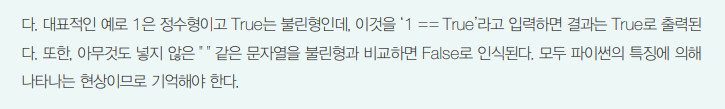 다. 대표적인 예로 1은 정수형이고 True는 불린형인데, 이것을 ‘1 == True’라고 입력하면 결과는 True로 출력된
다. 또한, 아무것도 넣지 않은 " " 같은 문자열을 불린형과 비교하면 False로 인식된다. 모두 파이썬의 특징에 의해
나타나는 현상이므로 기억해야 한다.